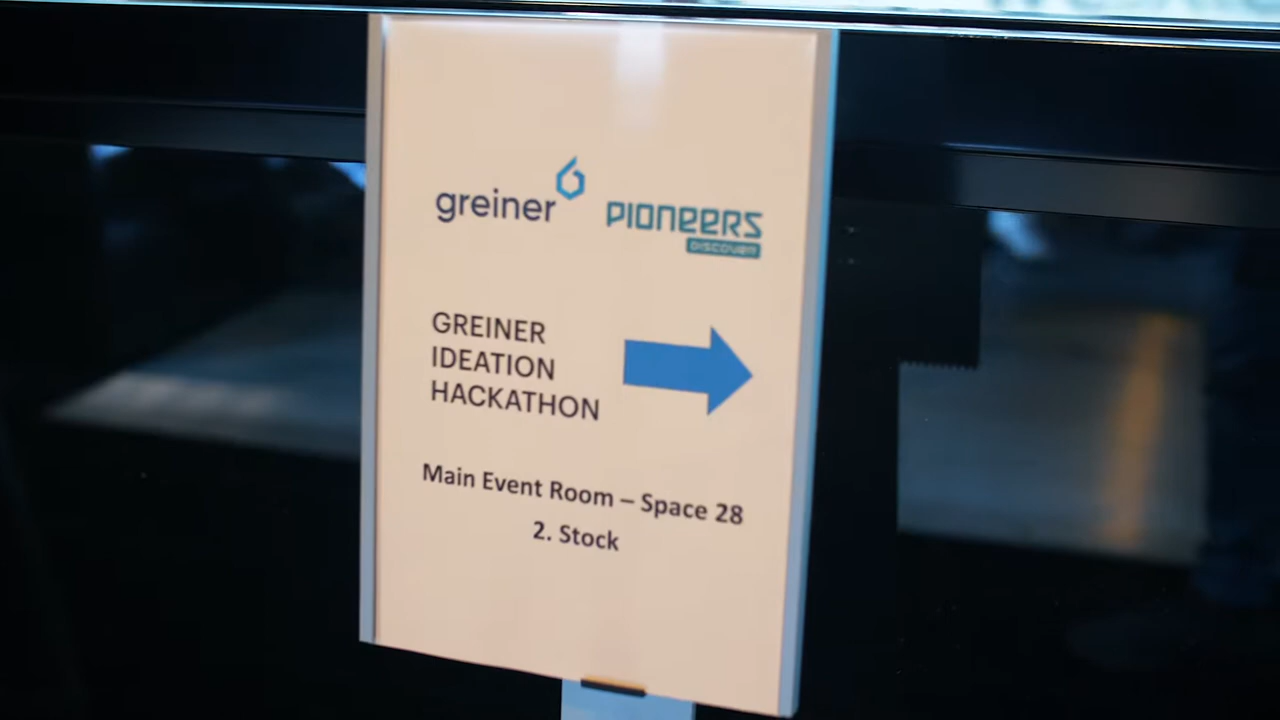 greiner PIONEERS
DISCOVER
GREINER
IDEATION
HACKATHON
Main Event Room – Space 28
2. Stock